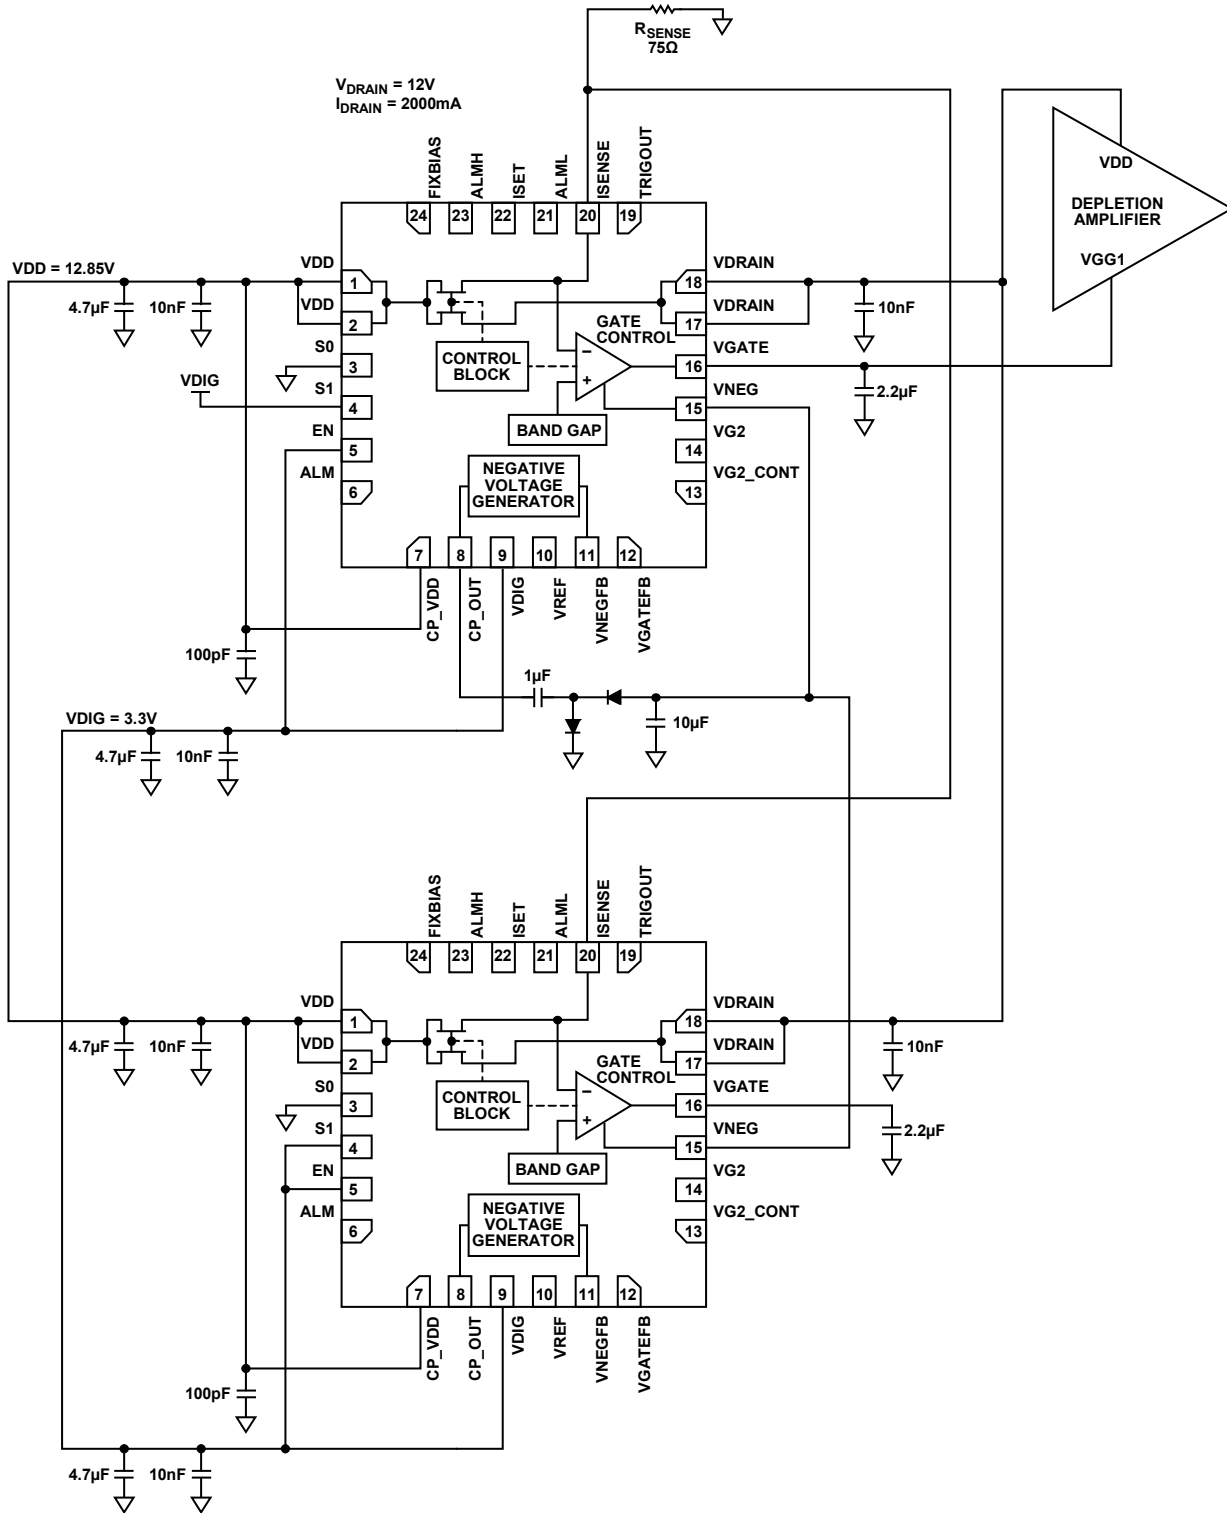 R_SENSE
75Ω
V_DRAIN = 12V
I_DRAIN = 2000mA
FIXBIAS
ALMH
ISET
ALML
ISENSE
TRIGOUT
24
23
22
21
20
19
VDD
DEPLETION
AMPLIFIER
VGG1
VDD = 12.85V
4.7µF
10nF
VDD
1
VDD
2
S0
3
VDIG
S1
4
EN
5
ALM
6
CONTROL
BLOCK
GATE
CONTROL
–
+
BAND GAP
NEGATIVE
VOLTAGE
GENERATOR
VDRAIN
18
VDRAIN
17
VGATE
16
VNEG
15
VG2
14
VG2_CONT
13
10nF
2.2µF
7
8
9
10
11
12
CP_VDD
CP_OUT
VDIG
VREF
VNEGFB
VGATEFB
100pF
1µF
10µF
VDIG = 3.3V
4.7µF
10nF
FIXBIAS
ALMH
ISET
ALML
ISENSE
TRIGOUT
24
23
22
21
20
19
4.7µF
10nF
VDD
1
VDD
2
S0
3
S1
4
EN
5
ALM
6
CONTROL
BLOCK
GATE
CONTROL
–
+
BAND GAP
NEGATIVE
VOLTAGE
GENERATOR
VDRAIN
18
VDRAIN
17
VGATE
16
VNEG
15
VG2
14
VG2_CONT
13
10nF
2.2µF
7
8
9
10
11
12
CP_VDD
CP_OUT
VDIG
VREF
VNEGFB
VGATEFB
100pF
4.7µF
10nF